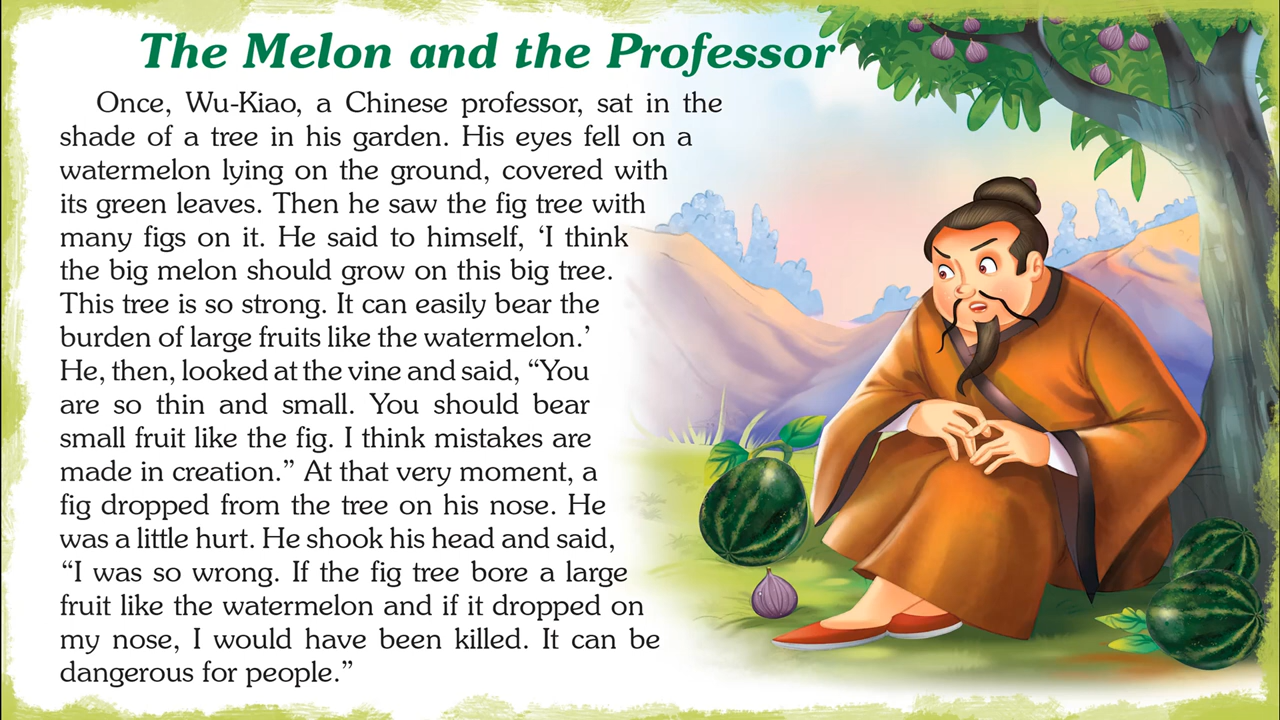 The Melon and the Professor
Once, Wu-Kiao, a Chinese professor, sat in the
shade of a tree in his garden. His eyes fell on a
watermelon lying on the ground, covered with
its green leaves. Then he saw the fig tree with
many figs on it. He said to himself, ‘I think
the big melon should grow on this big tree.
This tree is so strong. It can easily bear the
burden of large fruits like the watermelon.’
He, then, looked at the vine and said, “You
are so thin and small. You should bear
small fruit like the fig. I think mistakes are
made in creation.” At that very moment, a
fig dropped from the tree on his nose. He
was a little hurt. He shook his head and said,
“I was so wrong. If the fig tree bore a large
fruit like the watermelon and if it dropped on
my nose, I would have been killed. It can be
dangerous for people.”